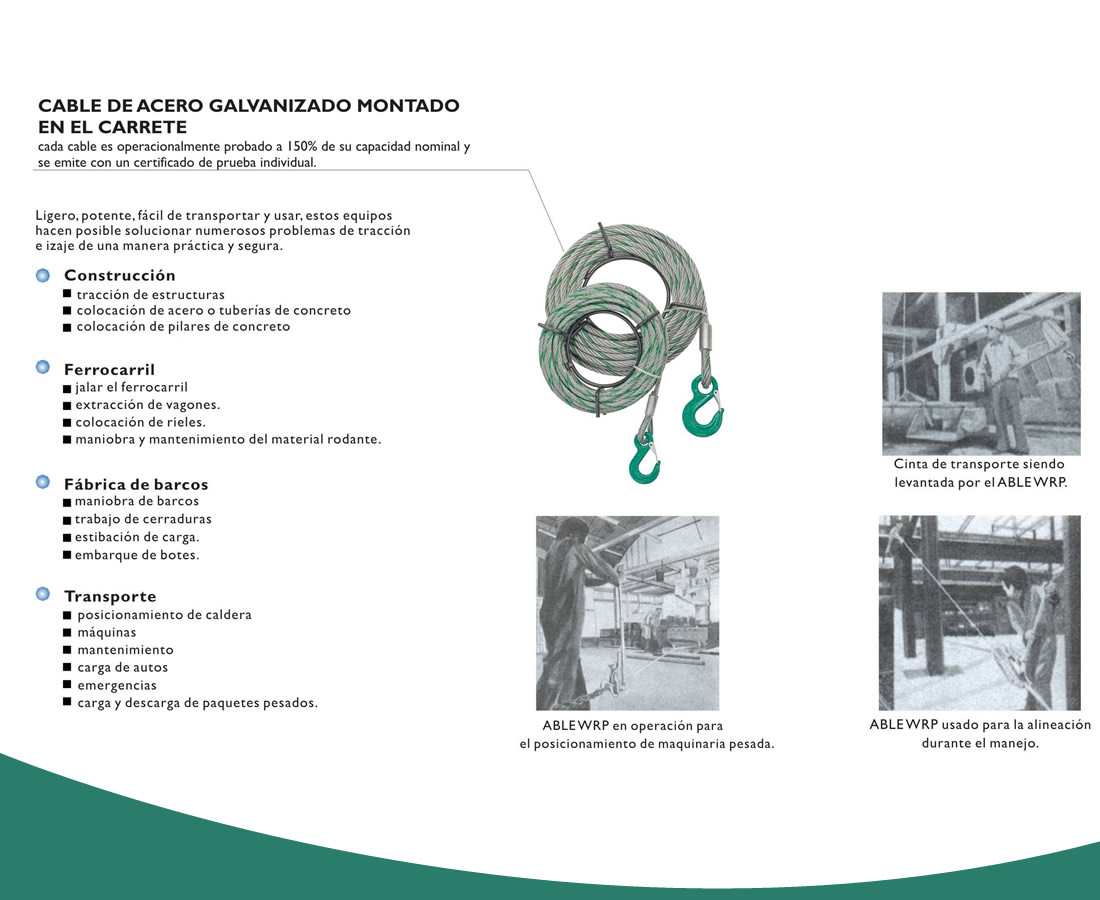 CABLE DE ACERO GALVANIZADO MONTADO
EN EL CARRETE
cada cable es operacionalmente probado a 150% de su capacidad nominal y
se emite con un certificado de prueba individual.
Ligero, potente, fácil de transportar y usar, estos equipos
hacen posible solucionar numerosos problemas de tracción
e izaje de una manera práctica y segura.
Construcción
tracción de estructuras
colocación de acero o tuberías de concreto
colocación de pilares de concreto
Ferrocarril
jalar el ferrocarril
extracción de vagones.
colocación de rieles.
maniobra y mantenimiento del material rodante.
Fábrica de barcos
maniobra de barcos
trabajo de cerraduras
estibación de carga.
embarque de botes.
Transporte
posicionamiento de caldera
máquinas
mantenimiento
carga de autos
emergencias
carga y descarga de paquetes pesados.
Cinta de transporte siendo
levantada por el ABLEWRP.
ABLEWRP en operación para
el posicionamiento de maquinaria pesada.
ABLEWRP usado para la alineación
durante el manejo.